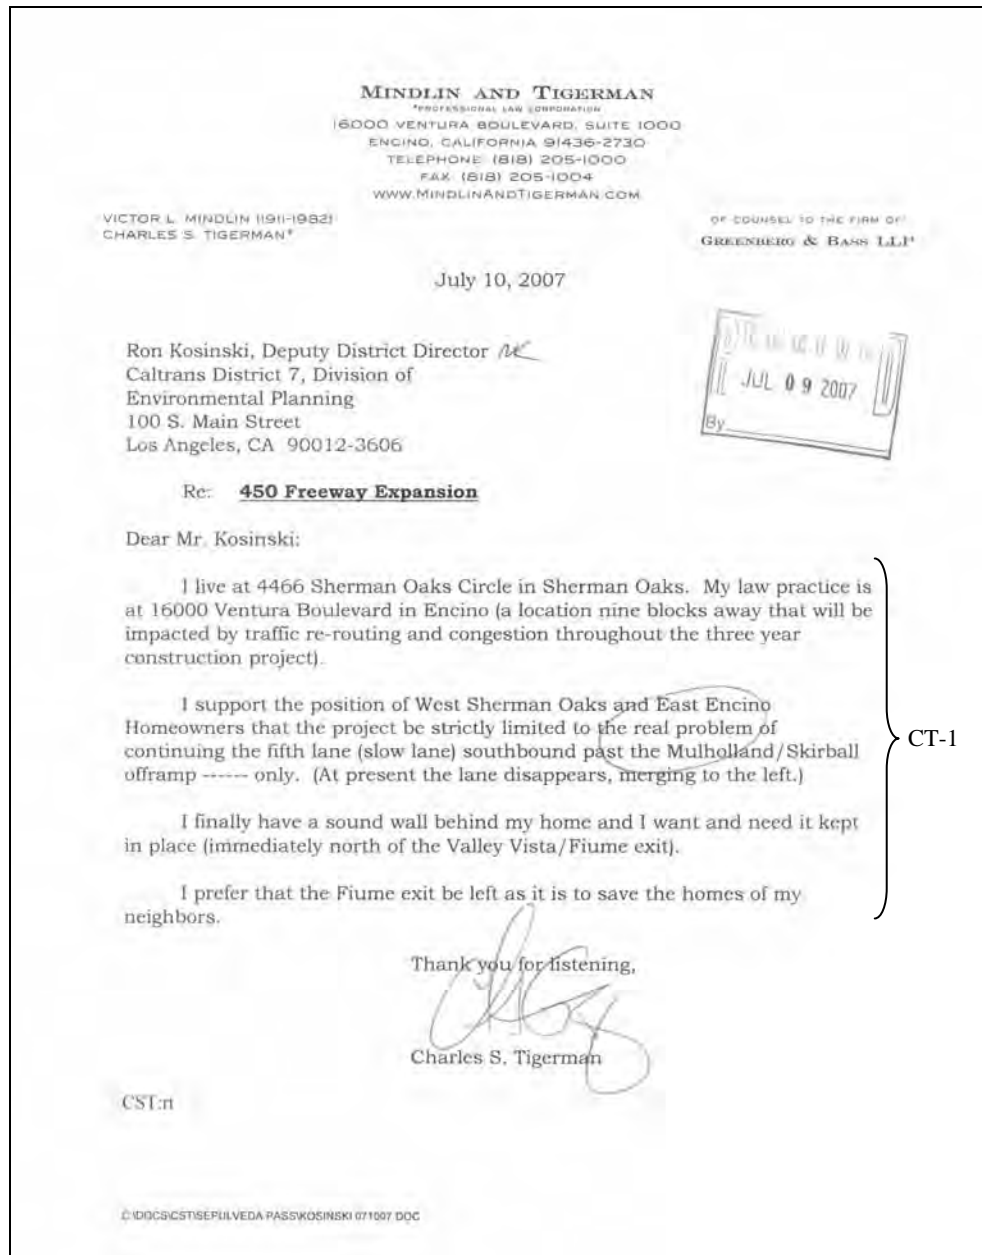 MINDLIN AND TIGERMAN
*PROFESSIONAL LAW CORPORATION
16000 VENTURA BOULEVARD, SUITE 1000
ENCINO, CALIFORNIA 91436-2730
TELEPHONE (818) 205-1000
FAX (818) 205-1004
WWW.MINDLINANDTIGERMAN.COM
VICTOR L. MINDLIN (1911-1982)
CHARLES S. TIGERMAN*
OF COUNSEL TO THE FIRM OF
GREENBERG & BASS LLP
July 10, 2007
Ron Kosinski, Deputy District Director
Caltrans District 7, Division of
Environmental Planning
100 S. Main Street
Los Angeles, CA 90012-3606
JUL 09 2007
By
Re: 450 Freeway Expansion
Dear Mr. Kosinski:
I live at 4466 Sherman Oaks Circle in Sherman Oaks. My law practice is
at 16000 Ventura Boulevard in Encino (a location nine blocks away that will be
impacted by traffic re-routing and congestion throughout the three year
construction project).
I support the position of West Sherman Oaks and East Encino
Homeowners that the project be strictly limited to the real problem of
continuing the fifth lane (slow lane) southbound past the Mulholland/Skirball
offramp ------ only. (At present the lane disappears, merging to the left.)
CT-1
I finally have a sound wall behind my home and I want and need it kept
in place (immediately north of the Valley Vista/Fiume exit).
I prefer that the Fiume exit be left as it is to save the homes of my
neighbors.
Thank you for listening,
Charles S. Tigerman
CST:rt
C:\DOCS\CST\SEPULVEDA PASS\KOSINSKI 071007 DOC